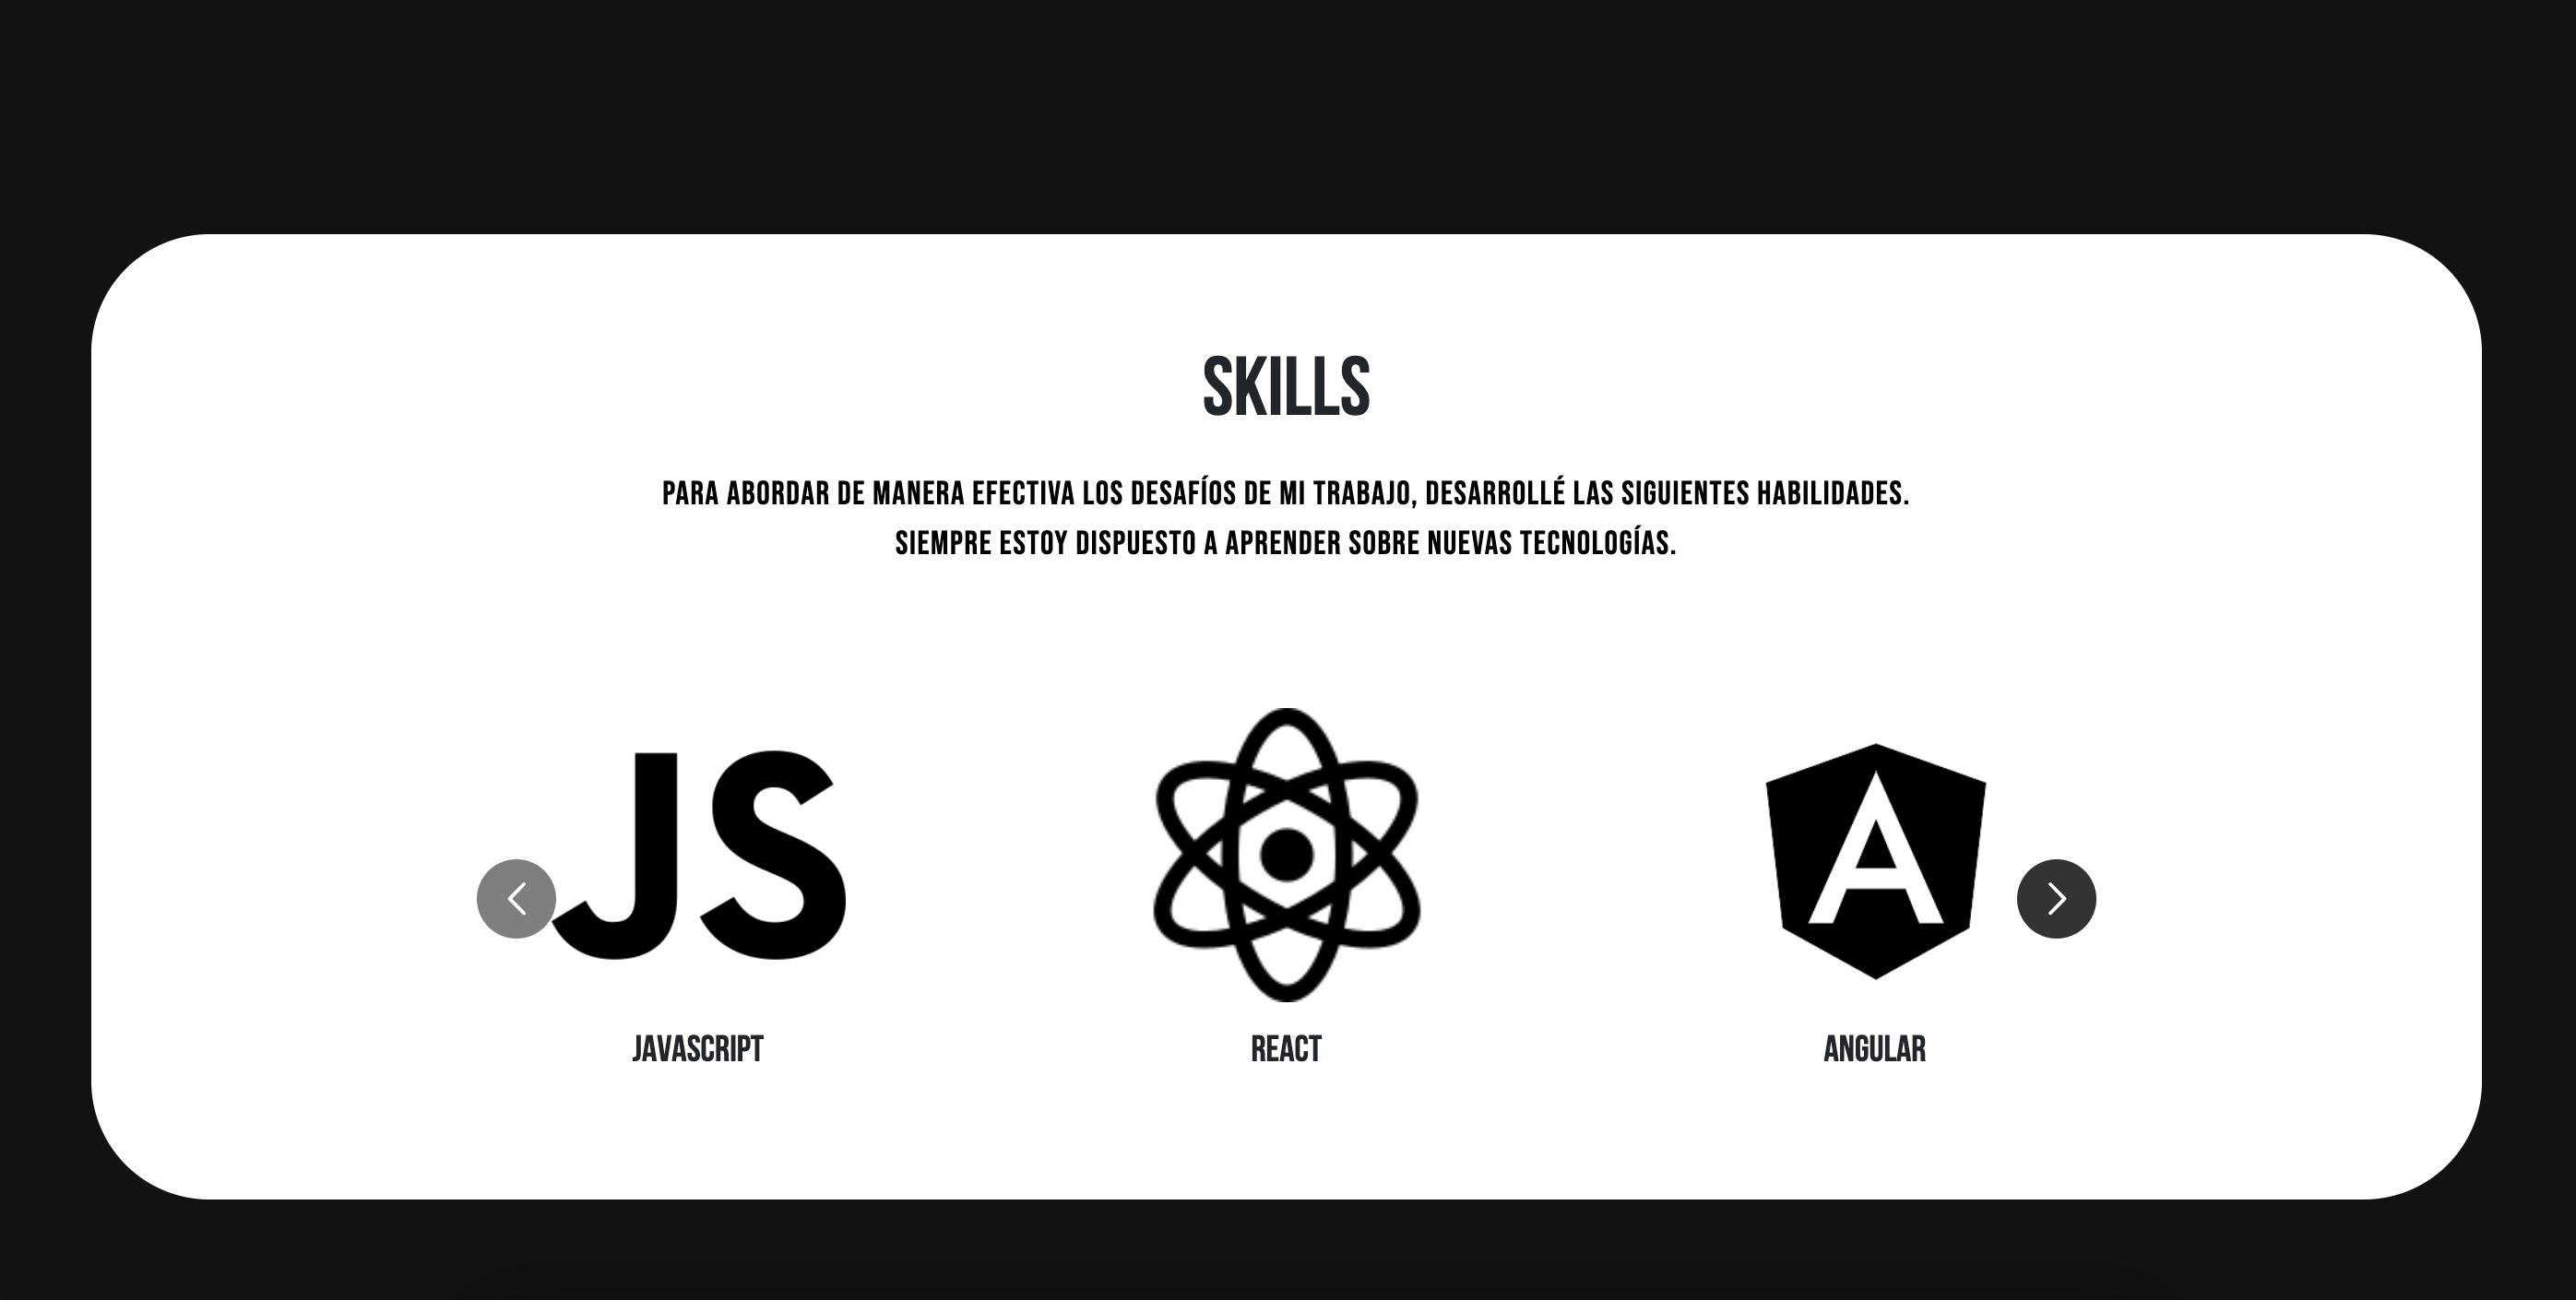 SKILLS
PARA ABORDAR DE MANERA EFECTIVA LOS DESAFÍOS DE MI TRABAJO, DESARROLLÉ LAS SIGUIENTES HABILIDADES.
SIEMPRE ESTOY DISPUESTO A APRENDER SOBRE NUEVAS TECNOLOGÍAS.
JS
A
JAVASCRIPT
REACT
ANGULAR